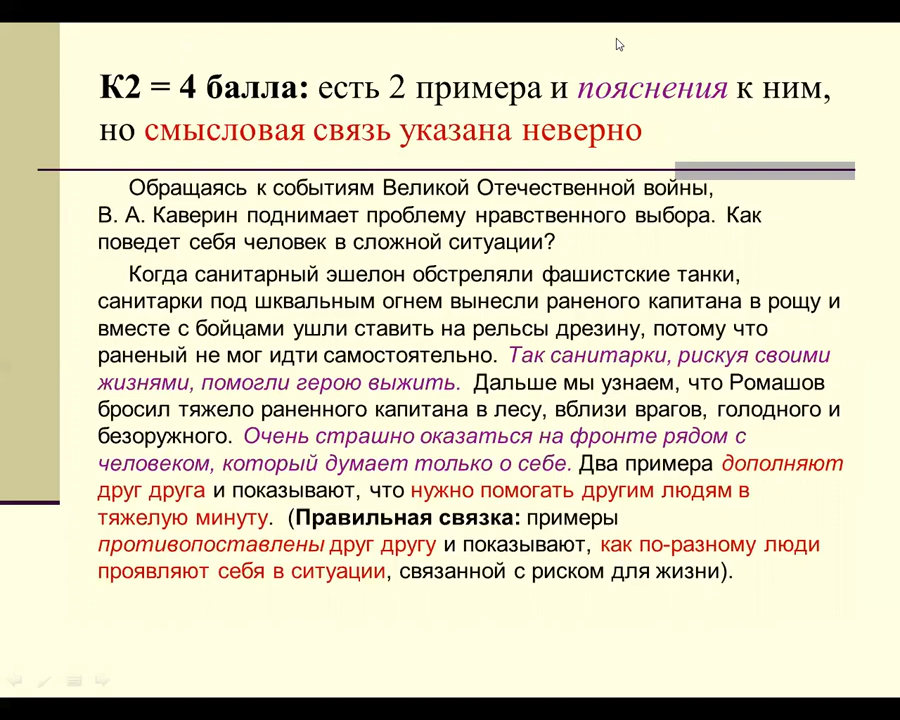 К2 = 4 балла: есть 2 примера и пояснения к ним,
но смысловая связь указана неверно
Обращаясь к событиям Великой Отечественной войны,
В. А. Каверин поднимает проблему нравственного выбора. Как
поведет себя человек в сложной ситуации?
Когда санитарный эшелон обстреляли фашистские танки,
санитарки под шквальным огнем вынесли раненого капитана в рощу и
вместе с бойцами ушли ставить на рельсы дрезину, потому что
раненый не мог идти самостоятельно. Так санитарки, рискуя своими
жизнями, помогли герою выжить. Дальше мы узнаем, что Ромашов
бросил тяжело раненного капитана в лесу, вблизи врагов, голодного и
безоружного. Очень страшно оказаться на фронте рядом с
человеком, который думает только о себе. Два примера дополняют
друг друга и показывают, что нужно помогать другим людям в
тяжелую минуту. (Правильная связка: примеры
противопоставлены друг другу и показывают, как по-разному люди
проявляют себя в ситуации, связанной с риском для жизни).